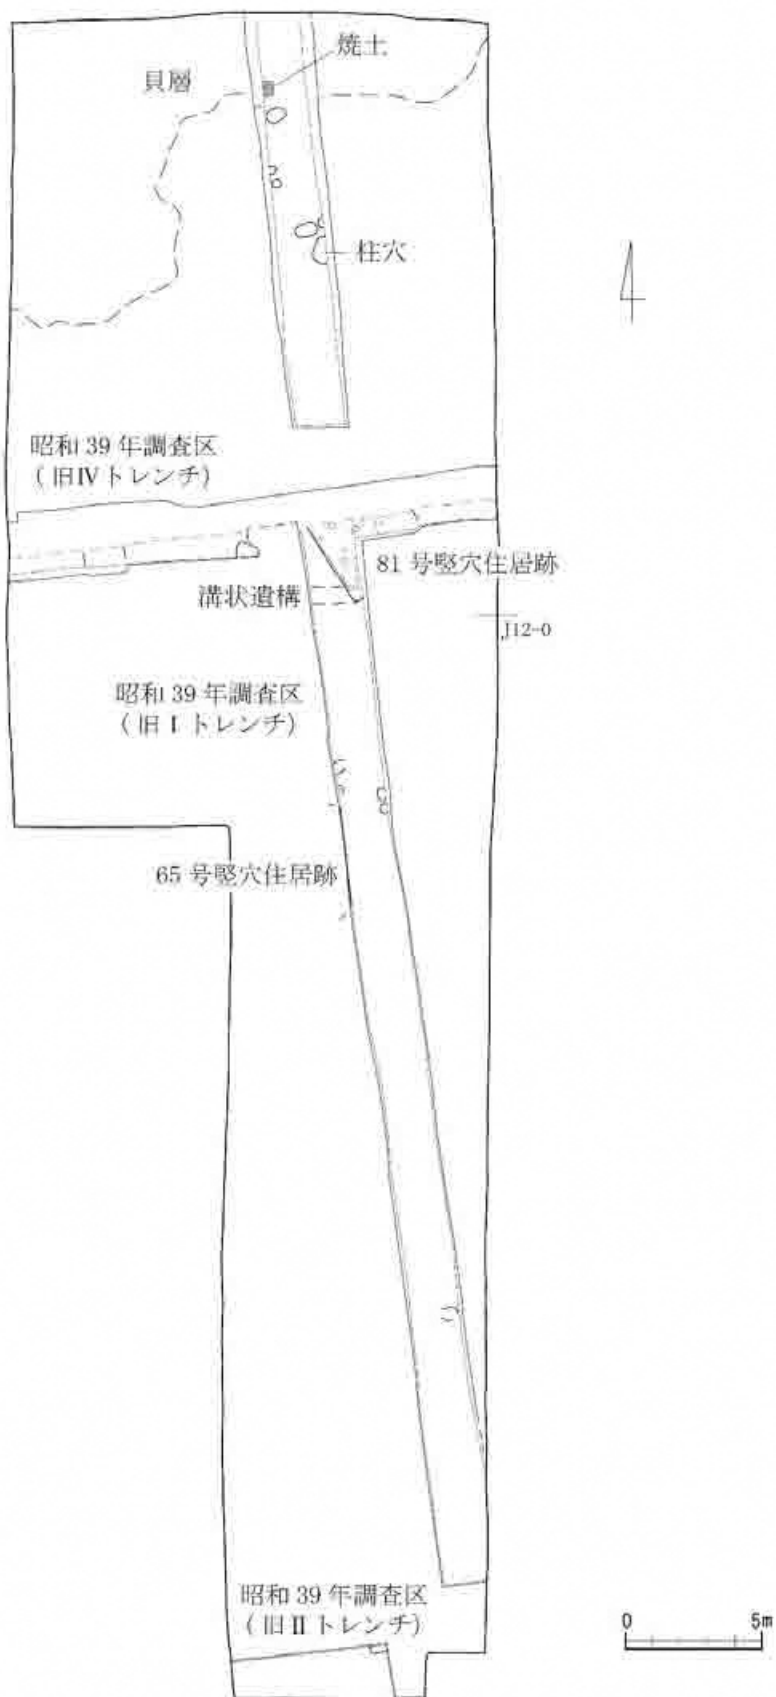 焼土
貝層
柱穴
昭和 39 年調査区
（旧Ⅳトレンチ）
81 号竪穴住居跡
溝状遺構
J12-0
昭和 39 年調査区
（旧Ⅰトレンチ）
65 号竪穴住居跡
昭和 39 年調査区
（旧Ⅱトレンチ）
0 5m